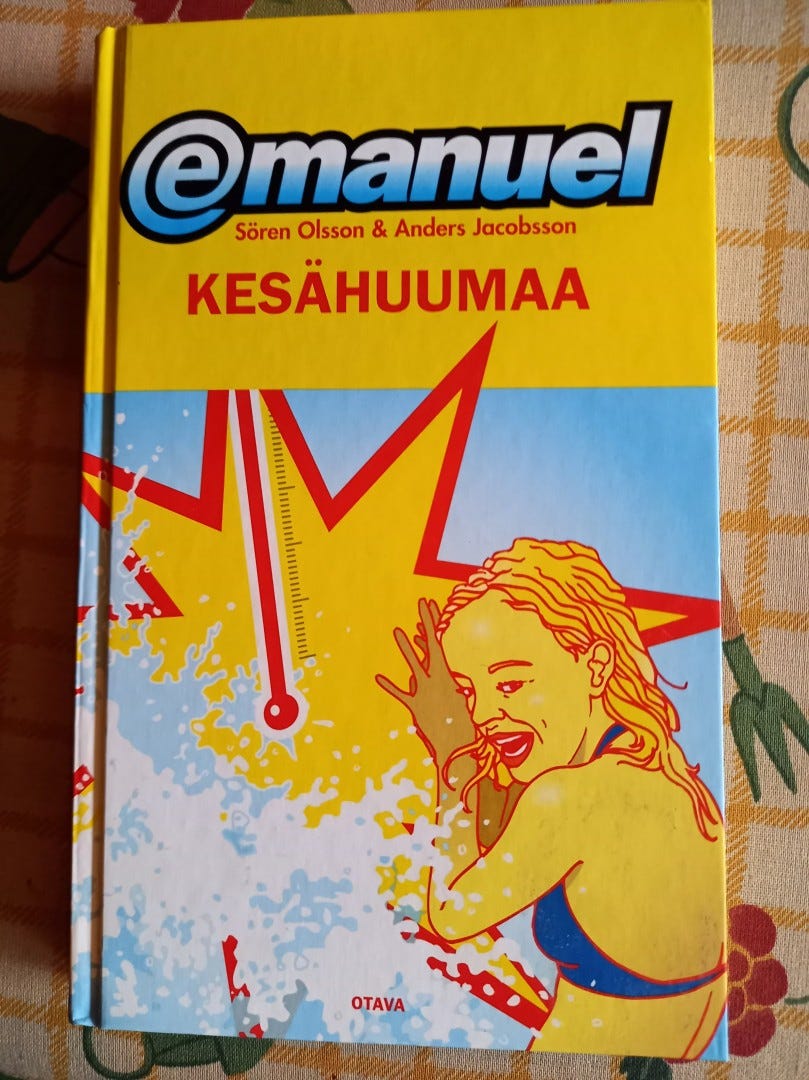 @manuel
Sören Olsson & Anders Jacobsson
KESÄHUUMAA
OTAVA